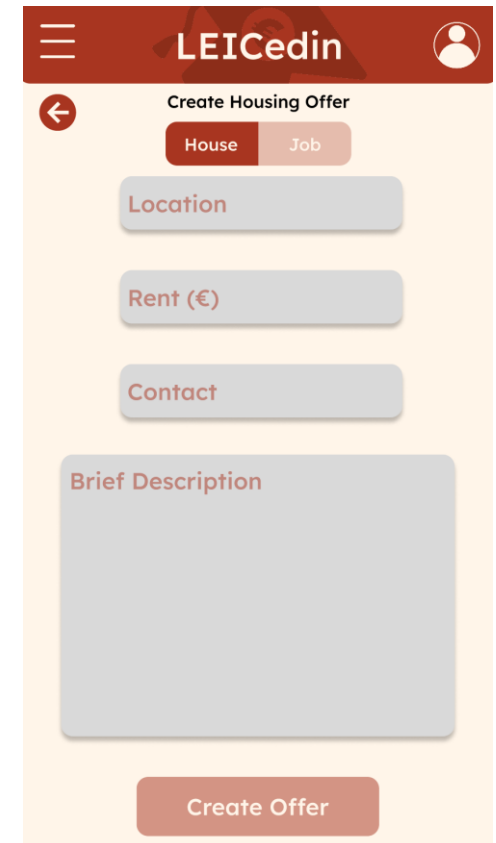 LEICedin
Create Housing Offer
House Job
Location
Rent (€)
Contact
Brief Description
Create Offer